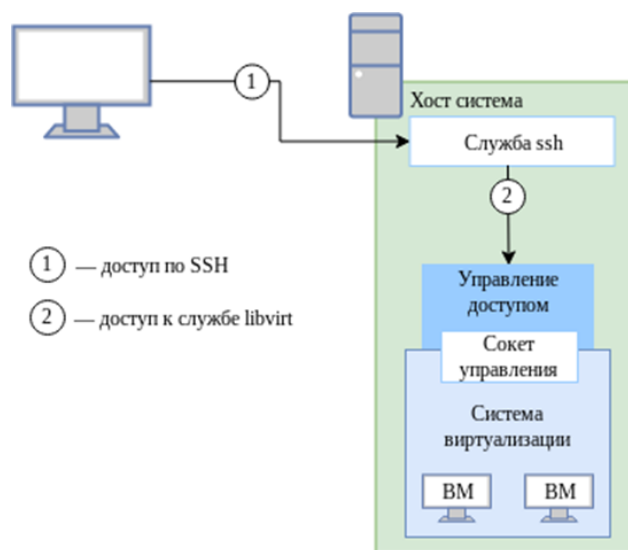 1
Хост система
Служба ssh
2
1 — доступ по SSH
2 — доступ к службе libvirt
Управление
доступом
Сокет
управления
Система
виртуализации
ВМ ВМ